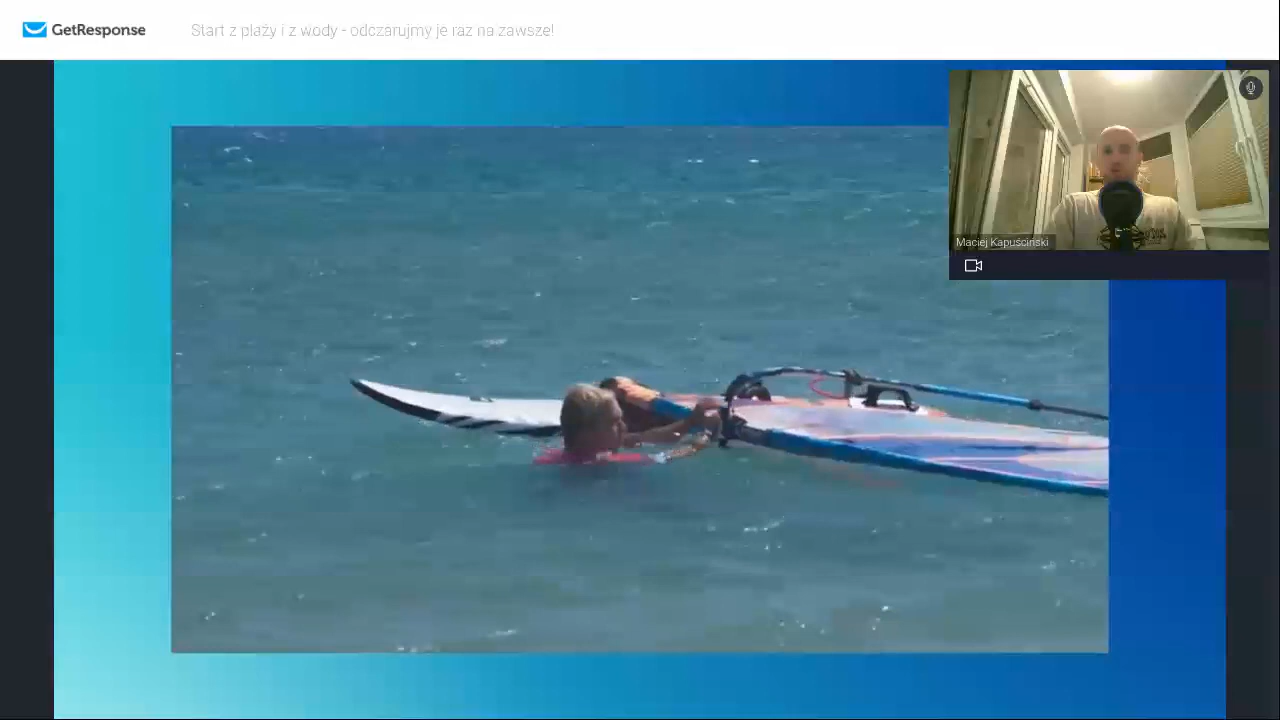 GetResponse
Start z plaży i z wody - odczarujmy je raz na zawsze!
Maciej Kapuściński